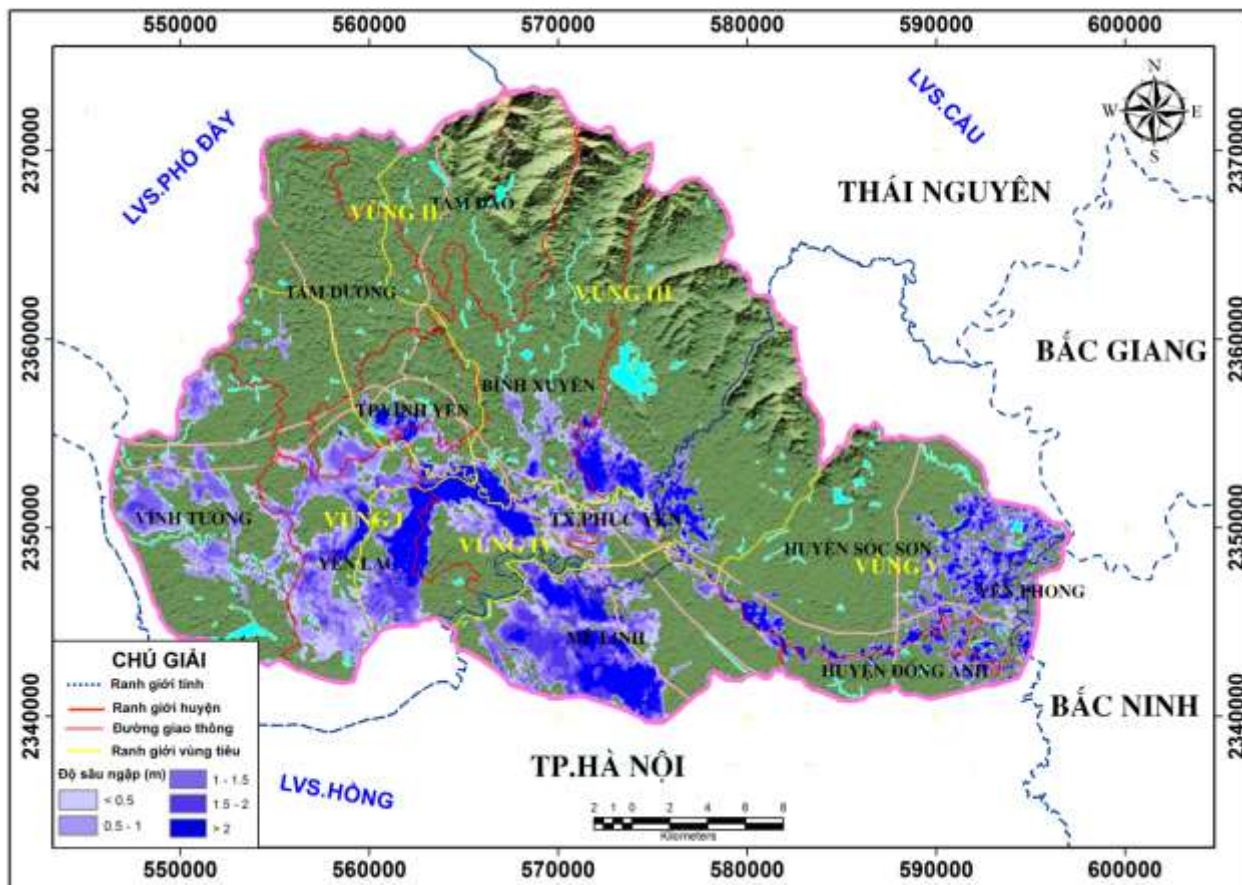 550000 560000 570000 580000 590000 600000
N
W E
S
LVS.PHÓ ĐÁY
LVS.CẦU
2370000 2370000
THÁI NGUYÊN
VÙNG II
TAM ĐẢO
TAM DƯƠNG
VÙNG III
2360000 2360000
BẮC GIANG
BÌNH XUYÊN
TP.VĨNH YÊN
2350000 2350000
VĨNH TƯỜNG
VÙNG I
TX.PHÚC YÊN
VÙNG IV
HUYỆN SÓC SƠN
VÙNG V
YÊN LẠC
YÊN PHONG
MÊ LINH
HUYỆN ĐÔNG ANH
2340000 2340000
BẮC NINH
TP.HÀ NỘI
LVS.HỒNG
CHÚ GIẢI
Ranh giới tỉnh
Ranh giới huyện
Đường giao thông
Ranh giới vùng tiêu
Độ sâu ngập (m)
< 0.5
0.5 - 1
1 - 1.5
1.5 - 2
> 2
2 1 0 2 4 6 8
Kilometers
550000 560000 570000 580000 590000 600000